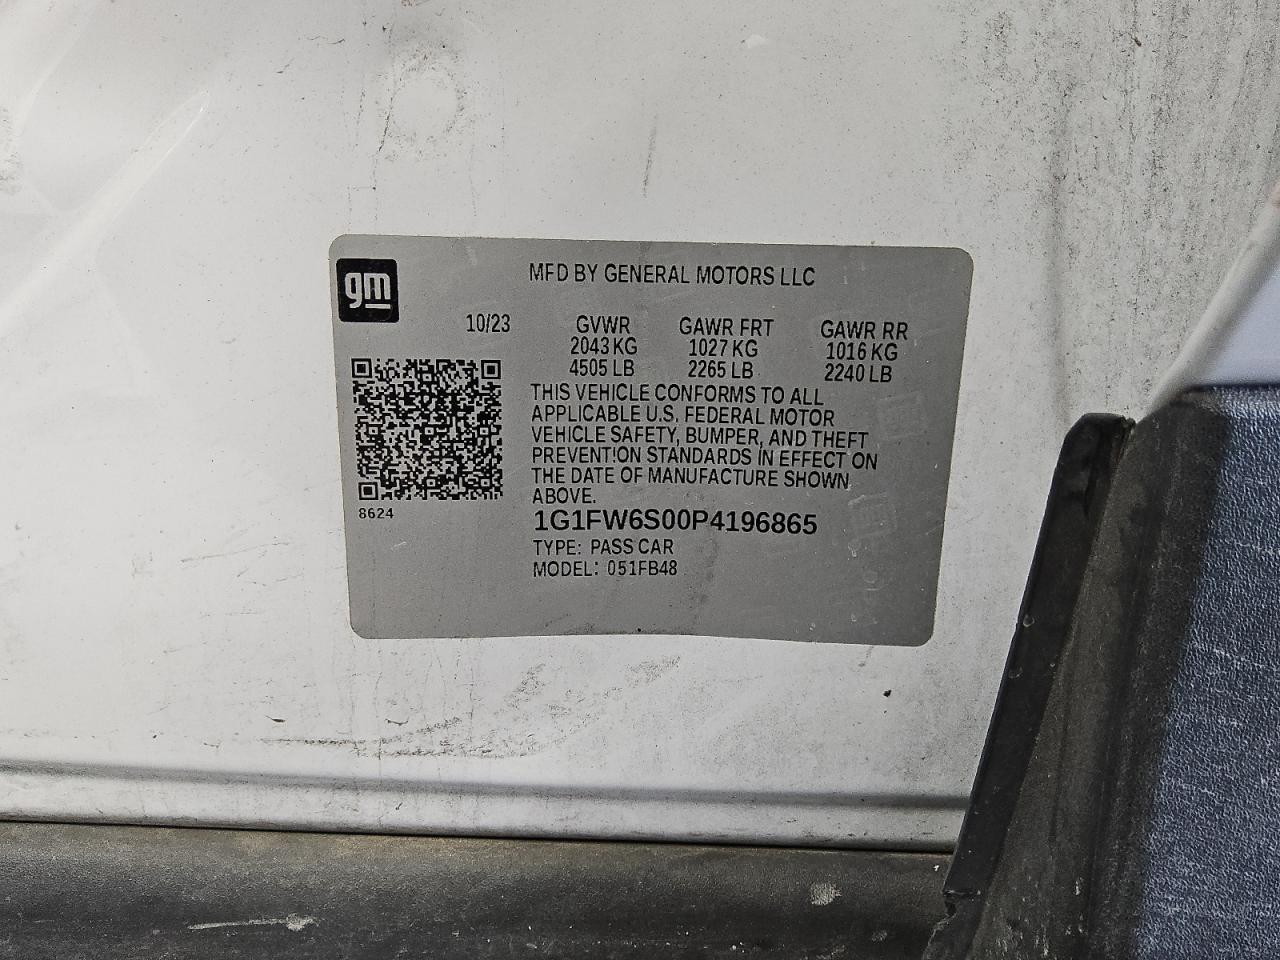 gm
MFD BY GENERAL MOTORS LLC
10/23 GVWR GAWR FRT GAWR RR
2043 KG 1027 KG 1016 KG
4505 LB 2265 LB 2240 LB
THIS VEHICLE CONFORMS TO ALL
APPLICABLE U.S. FEDERAL MOTOR
VEHICLE SAFETY, BUMPER, AND THEFT
PREVENTION STANDARDS IN EFFECT ON
THE DATE OF MANUFACTURE SHOWN
ABOVE.
8624
1G1FW6S00P4196865
TYPE: PASS CAR
MODEL: 051FB48